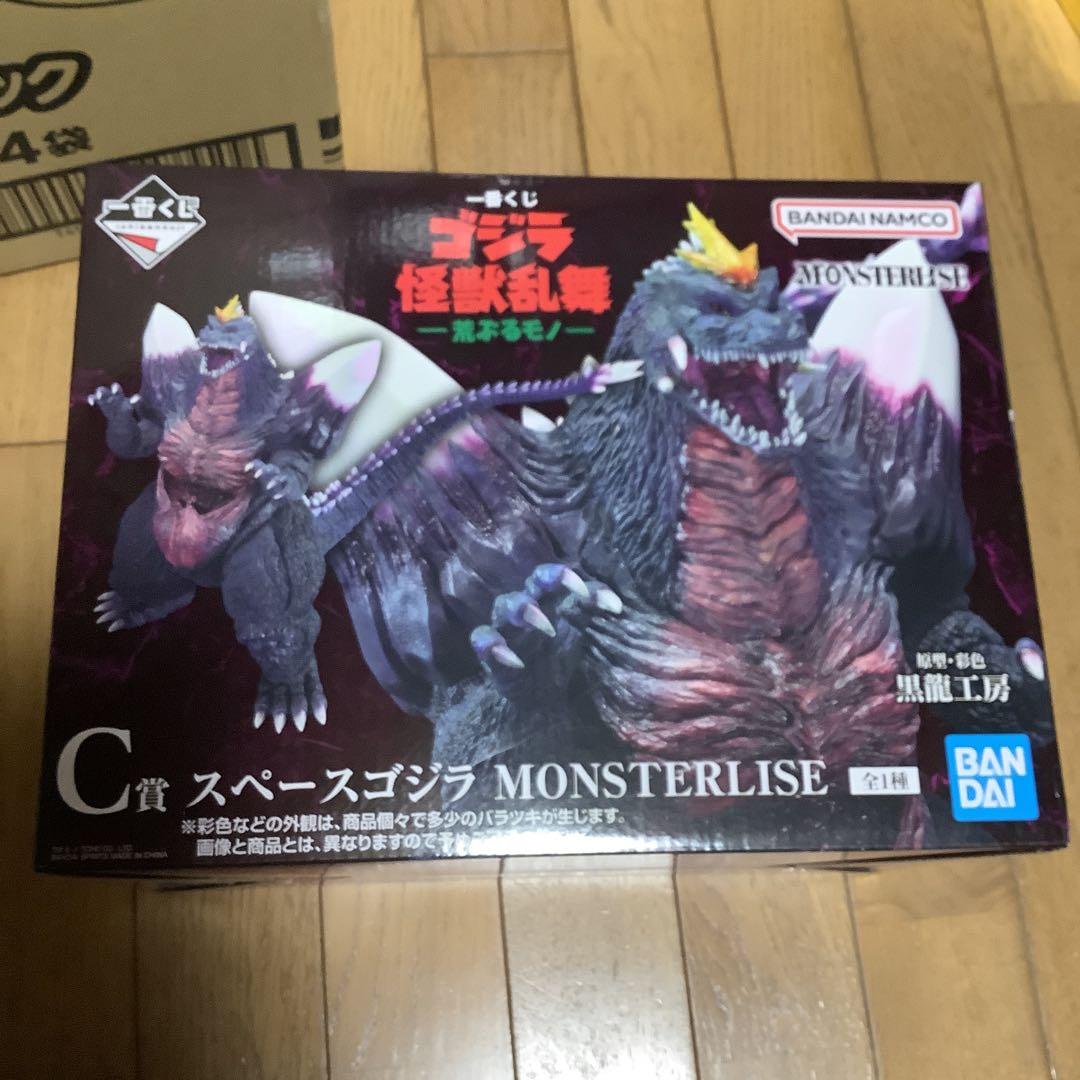 ック
4袋
一番くじ
ichibankuji
一番くじ
ゴジラ
怪獣乱舞
—荒ぶるモノ—
BANDAI NAMCO
MONSTERLISE
原型・彩色
黒龍工房
C賞 スペースゴジラ MONSTERLISE 全1種
※彩色などの外観は、商品個々で多少のバラツキが生じます。
画像と商品とは、異なりますので
BAN
DAI